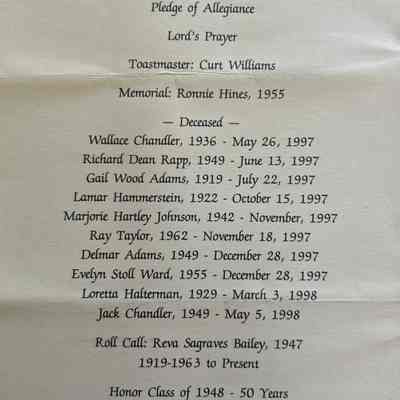 Pledge of Allegiance
Lord's Prayer
Toastmaster: Curt Williams
Memorial: Ronnie Hines, 1955
— Deceased —
Wallace Chandler, 1936 - May 26, 1997
Richard Dean Rapp, 1949 - June 13, 1997
Gail Wood Adams, 1919 - July 22, 1997
Lamar Hammerstein, 1922 - October 15, 1997
Marjorie Hartley Johnson, 1942 - November, 1997
Ray Taylor, 1962 - November 18, 1997
Delmar Adams, 1949 - December 28, 1997
Evelyn Stoll Ward, 1955 - December 28, 1997
Loretta Halterman, 1929 - March 3, 1998
Jack Chandler, 1949 - May 5, 1998
Roll Call: Reva Sagraves Bailey, 1947
1919-1963 to Present
Honor Class of 1948 - 50 Years